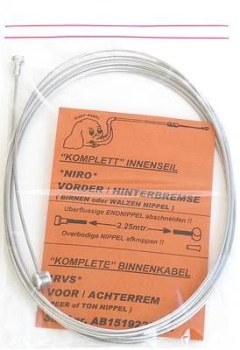 "KOMPLETT" INNENSEIL
"NIRO"
VORDER / HINTERBREMSE
( BIRNEN oder WALZEN NIPPEL )
Uberflussige ENDNIPPEL abschneiden !!
2.25mtr.
Overbodige NIPPEL afknippen !!
"KOMPLETE" BINNENKABEL
"RVS"
VOOR / ACHTERREM
PEER of TON NIPPEL )